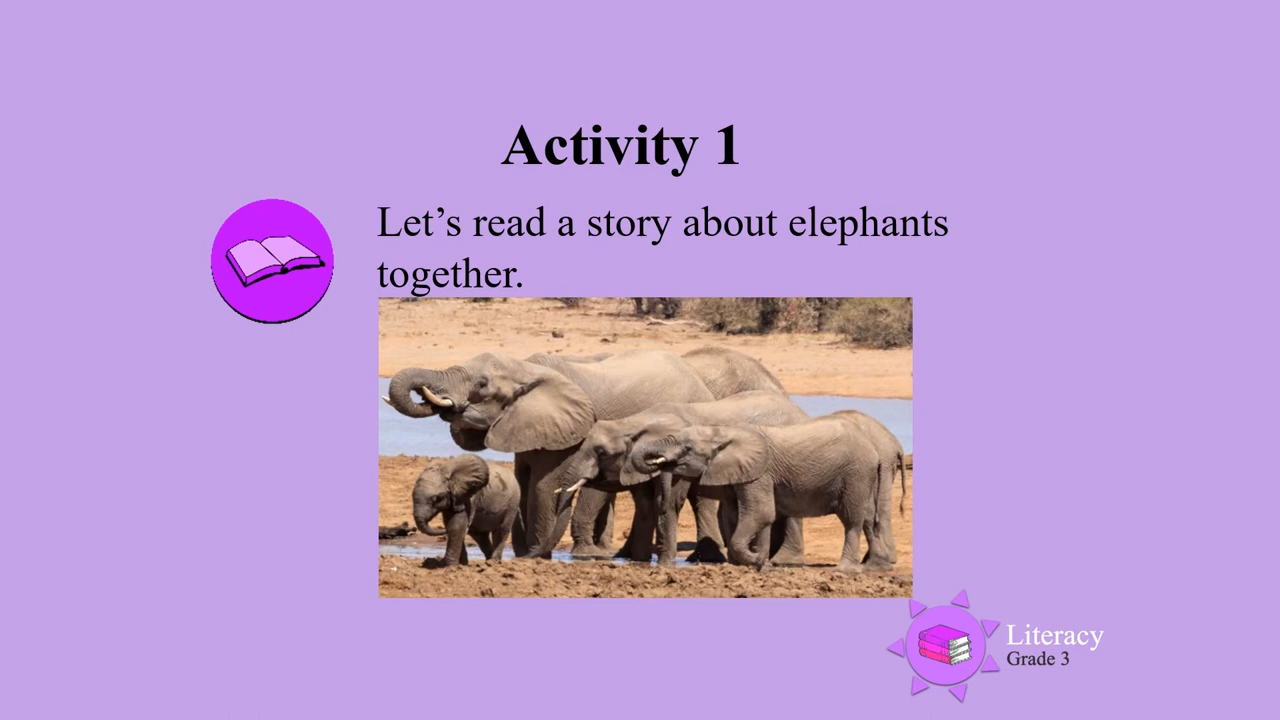 Activity 1
Let’s read a story about elephants
together.
Literacy
Grade 3